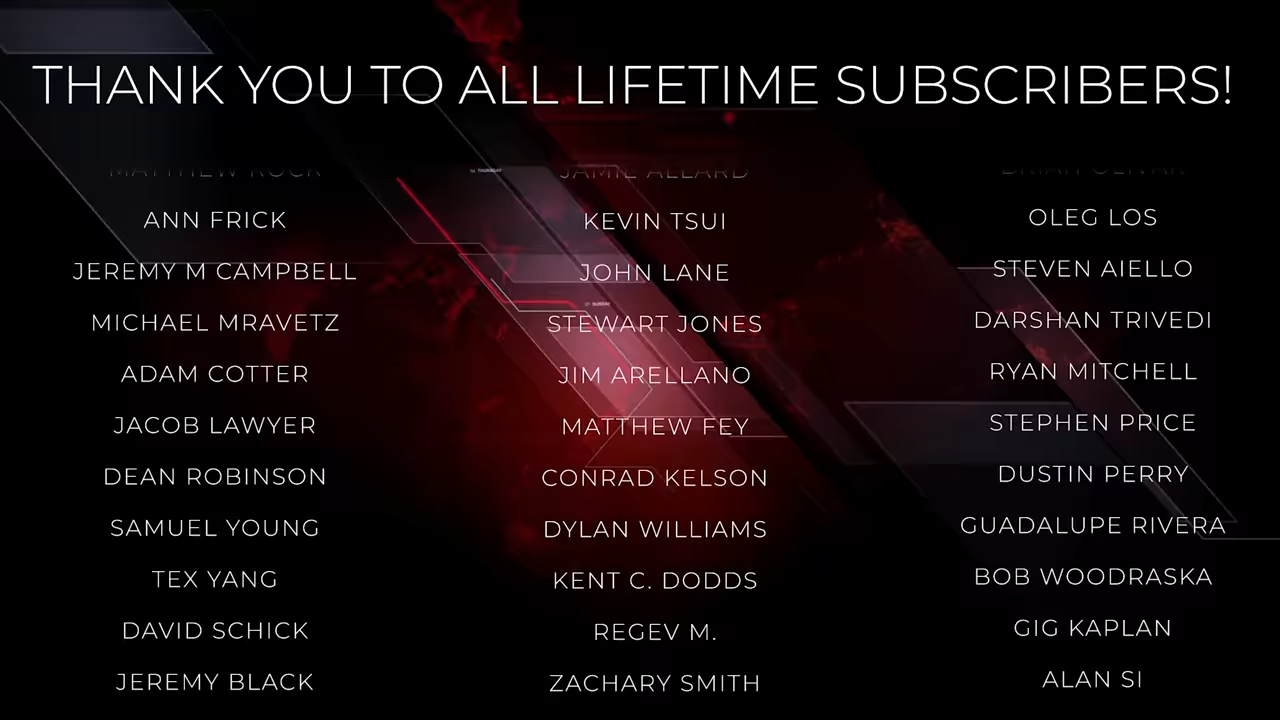 THANK YOU TO ALL LIFETIME SUBSCRIBERS!
JAMIE ALLARD
ANN FRICK
KEVIN TSUI
OLEG LOS
JEREMY M CAMPBELL
JOHN LANE
STEVEN AIELLO
MICHAEL MRAVETZ
STEWART JONES
DARSHAN TRIVEDI
ADAM COTTER
JIM ARELLANO
RYAN MITCHELL
JACOB LAWYER
MATTHEW FEY
STEPHEN PRICE
DEAN ROBINSON
CONRAD KELSON
DUSTIN PERRY
SAMUEL YOUNG
DYLAN WILLIAMS
GUADALUPE RIVERA
TEX YANG
KENT C. DODDS
BOB WOODRASKA
DAVID SCHICK
REGEV M.
GIG KAPLAN
JEREMY BLACK
ZACHARY SMITH
ALAN SI